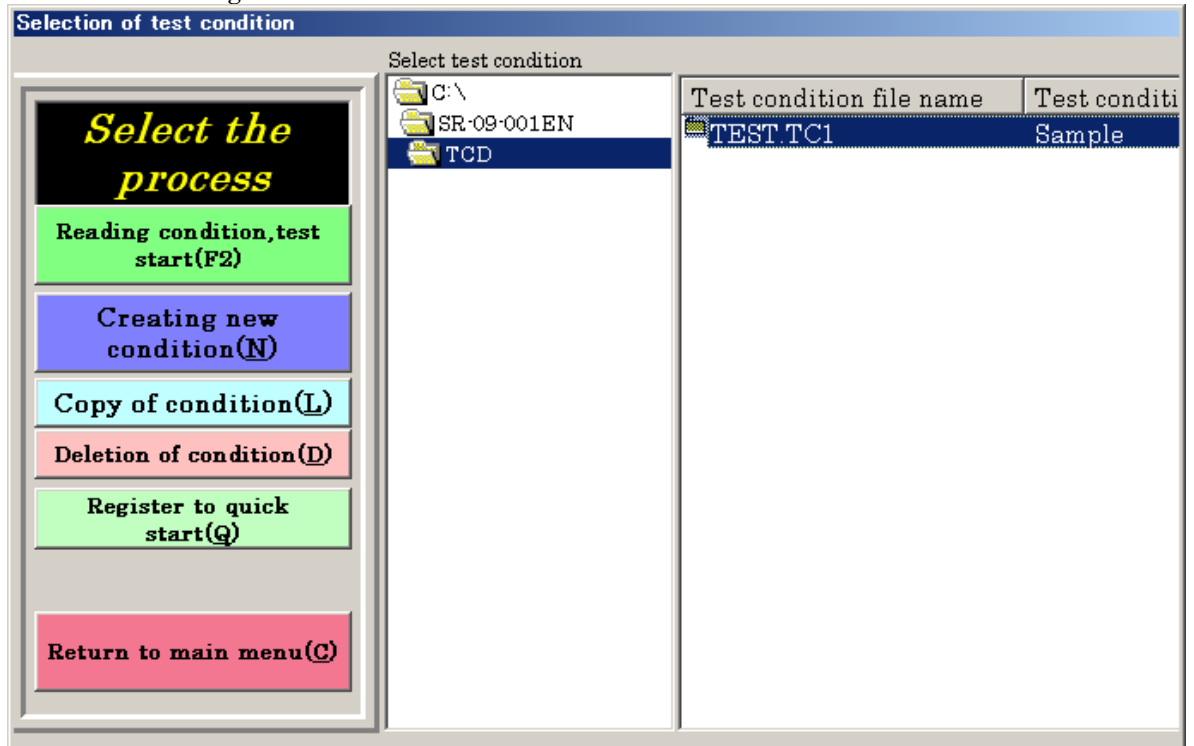 Selection of test condition
Select test condition
Select the
process
Reading condition,test
start(F2)
Creating new
condition(N)
Copy of condition(L)
Deletion of condition(D)
Register to quick
start(Q)
Return to main menu(C)
C:\
SR-09-001EN
TCD
Test condition file name Test conditi
TEST.TC1 Sample